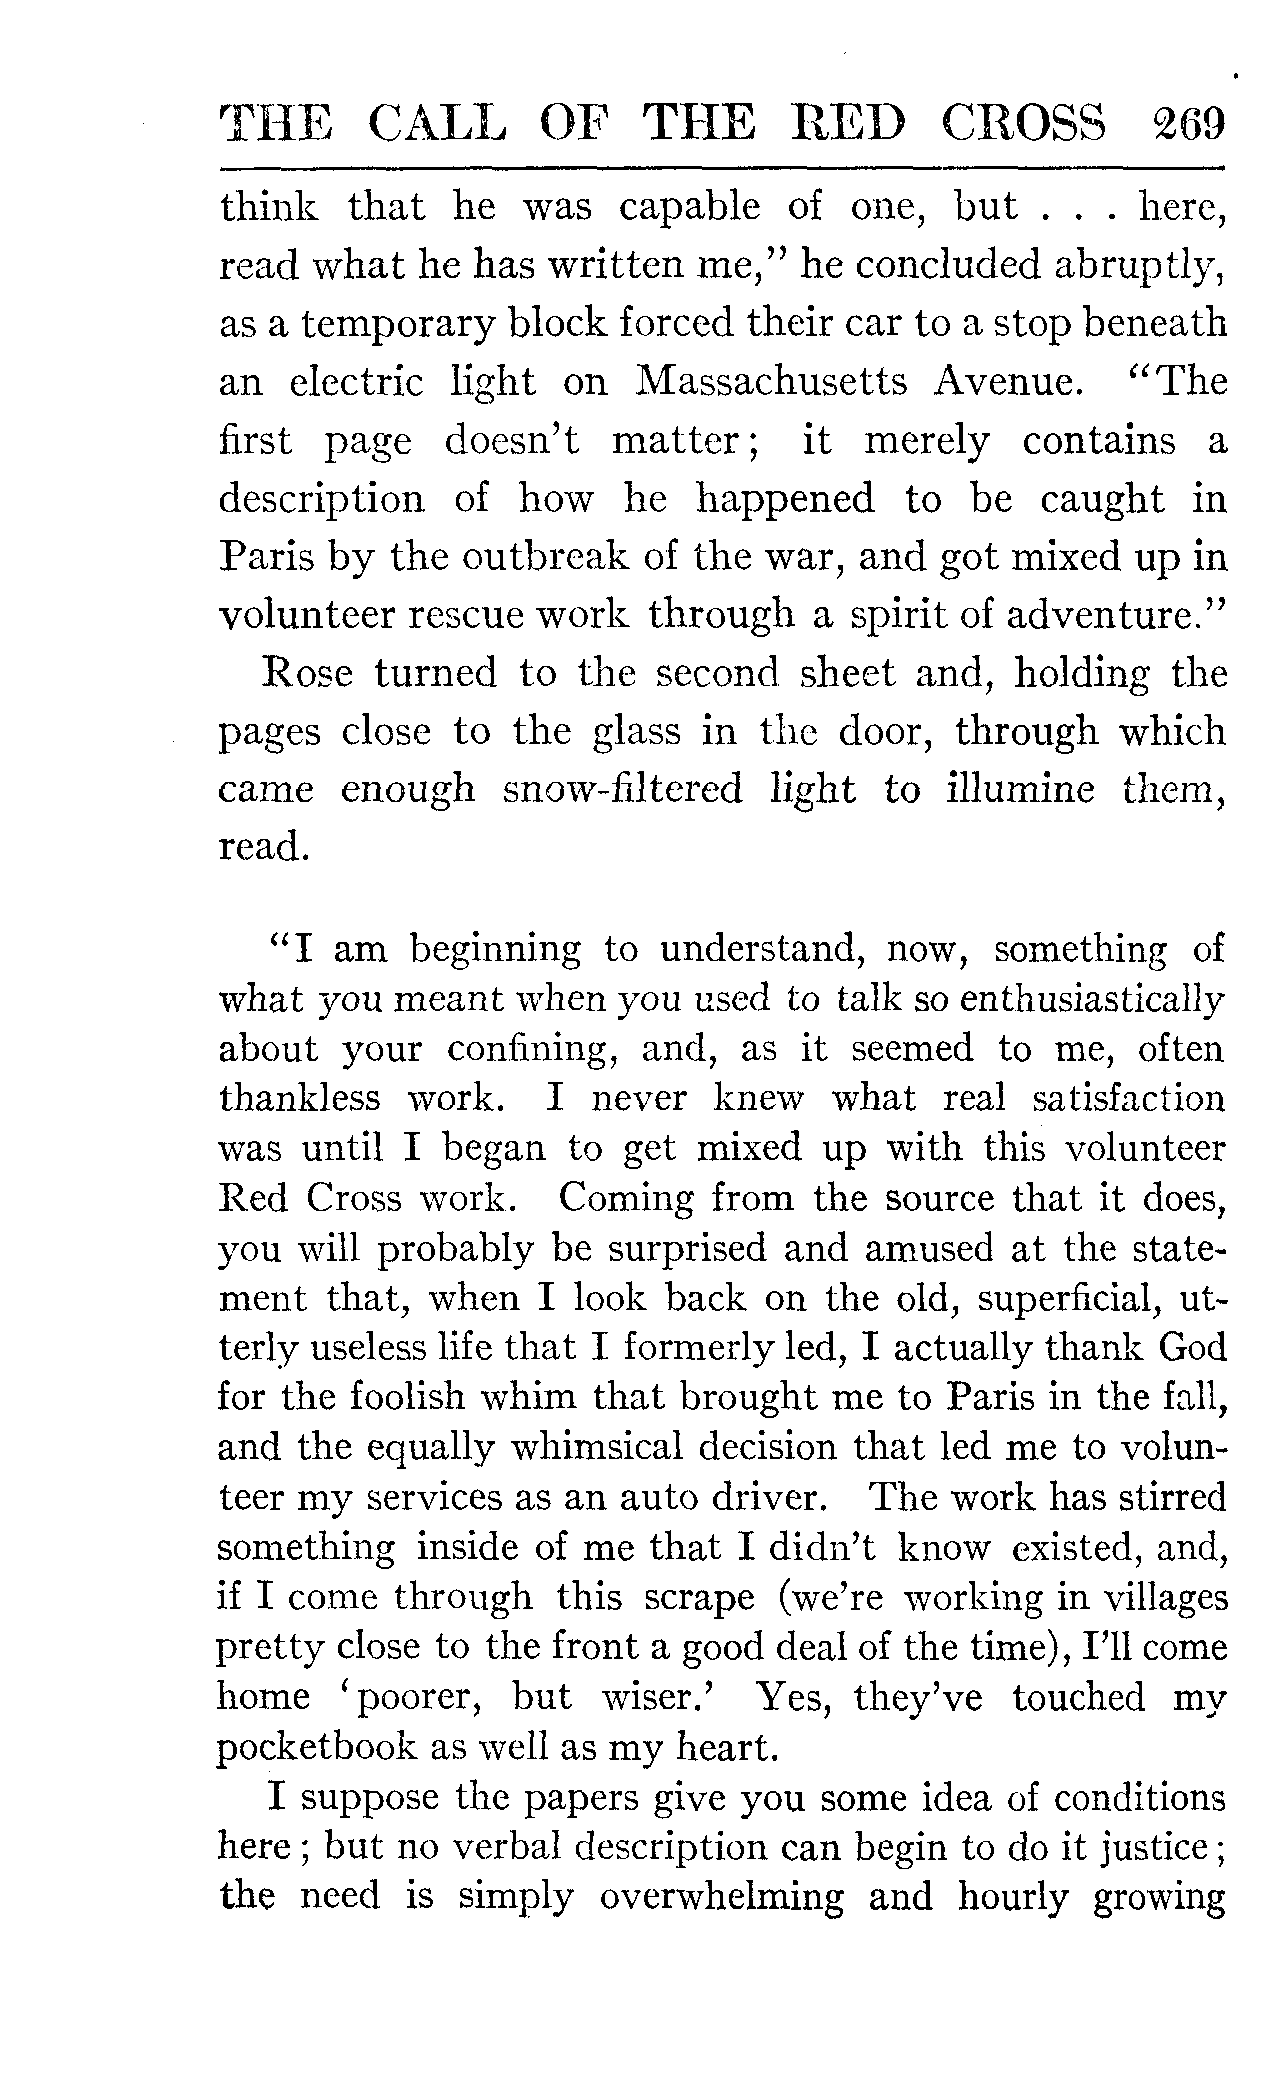 THE CALL OF THE RED CROSS 269
think that he was capable of one, but . . . here,
read what he has written me," he concluded abruptly,
as a temporary block forced their car to a stop beneath
an electric light on Massachusetts Avenue. "The
first page doesn't matter; it merely contains a
description of how he happened to be caught in
Paris by the outbreak of the war, and got mixed up in
volunteer rescue work through a spirit of adventure."
Rose turned to the second sheet and, holding the
pages close to the glass in the door, through which
came enough snow-filtered light to illumine them,
read.
"I am beginning to understand, now, something of
what you meant when you used to talk so enthusiastically
about your confining, and, as it seemed to me, often
thankless work. I never knew what real satisfaction
was until I began to get mixed up with this volunteer
Red Cross work. Coming from the source that it does,
you will probably be surprised and amused at the state-
ment that, when I look back on the old, superficial, ut-
terly useless life that I formerly led, I actually thank God
for the foolish whim that brought me to Paris in the fall,
and the equally whimsical decision that led me to volun-
teer my services as an auto driver. The work has stirred
something inside of me that I didn't know existed, and,
if I come through this scrape (we're working in villages
pretty close to the front a good deal of the time), I'll come
home 'poorer, but wiser.' Yes, they've touched my
pocketbook as well as my heart.
I suppose the papers give you some idea of conditions
here; but no verbal description can begin to do it justice;
the need is simply overwhelming and hourly growing